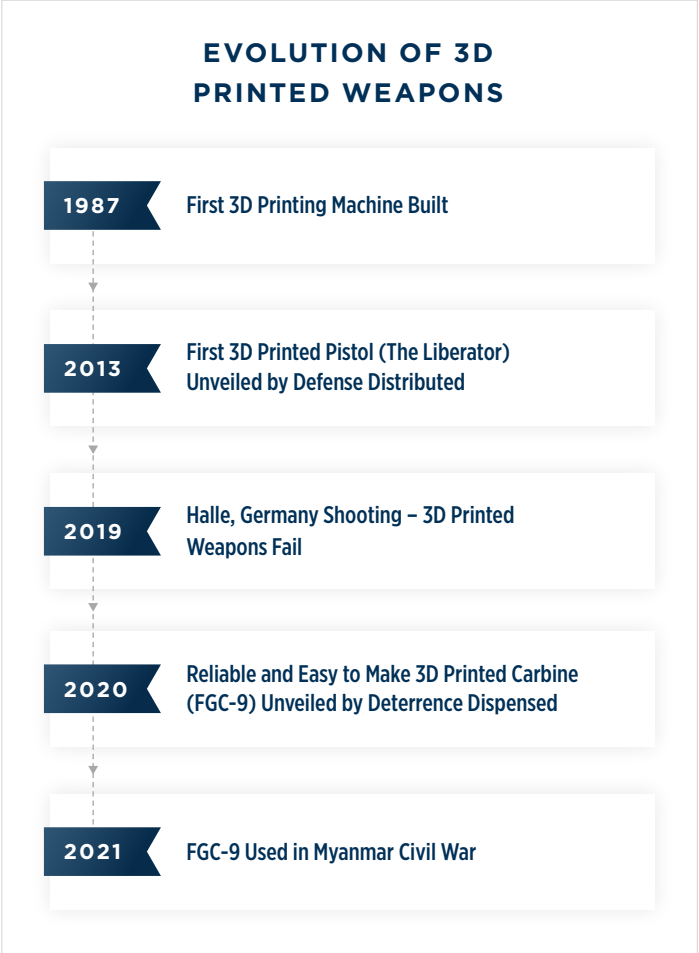 EVOLUTION OF 3D
PRINTED WEAPONS
1987
First 3D Printing Machine Built
2013
First 3D Printed Pistol (The Liberator)
Unveiled by Defense Distributed
2019
Halle, Germany Shooting – 3D Printed
Weapons Fail
2020
Reliable and Easy to Make 3D Printed Carbine
(FGC-9) Unveiled by Deterrence Dispensed
2021
FGC-9 Used in Myanmar Civil War